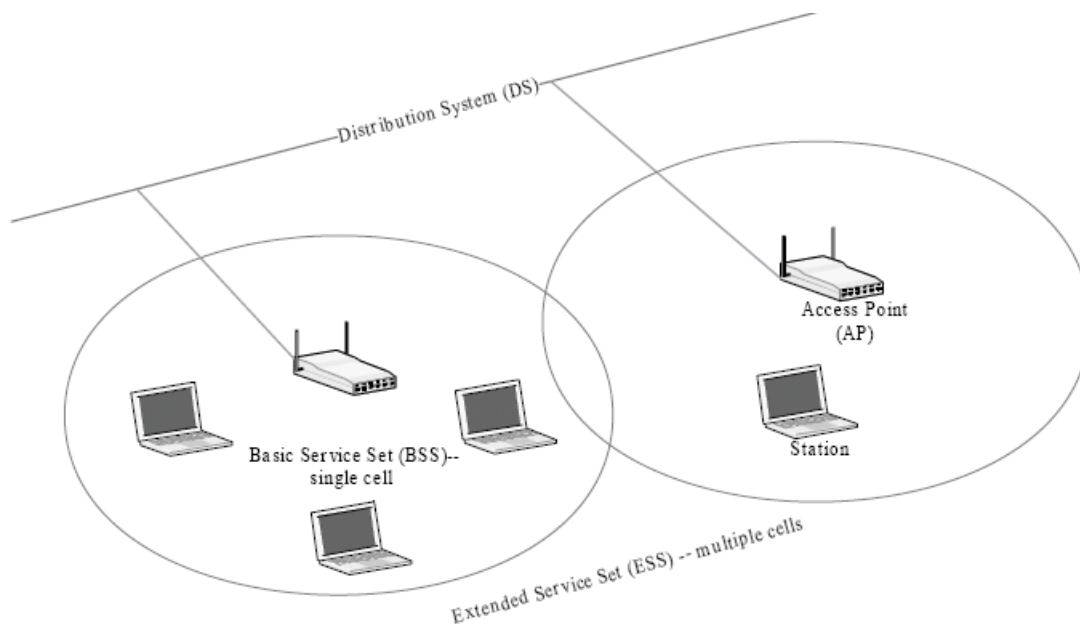 Distribution System (DS)
Access Point
(AP)
Station
Basic Service Set (BSS)--
single cell
Extended Service Set (ESS) -- multiple cells